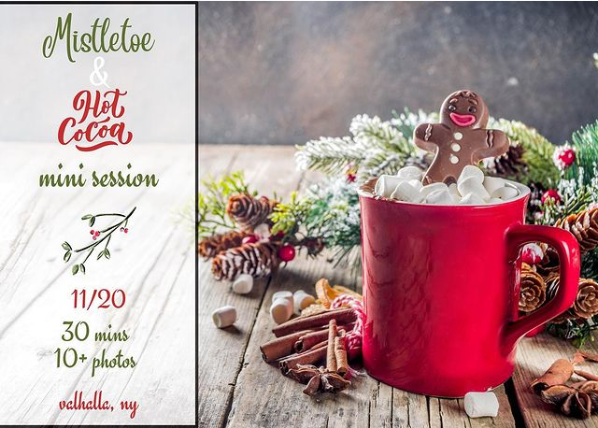 Mistletoe
&
Hot
Cocoa
mini session
11/20
30 mins
10+ photos
valhalla, ny